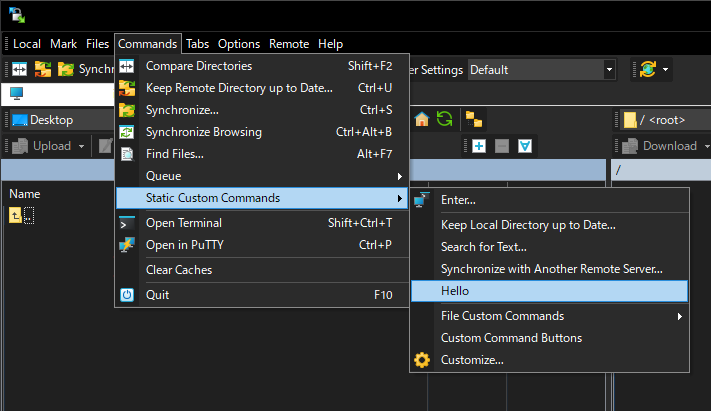 Local Mark Files Commands Tabs Options Remote Help
Synchr
er Settings Default
Desktop
/ <root>
Upload
Download
/
Name
..
Compare Directories Shift+F2
Keep Remote Directory up to Date... Ctrl+U
Synchronize... Ctrl+S
Synchronize Browsing Ctrl+Alt+B
Find Files... Alt+F7
Queue
Static Custom Commands
Open Terminal Shift+Ctrl+T
Open in PuTTY Ctrl+P
Clear Caches
Quit F10
Enter...
Keep Local Directory up to Date...
Search for Text...
Synchronize with Another Remote Server...
Hello
File Custom Commands
Custom Command Buttons
Customize...